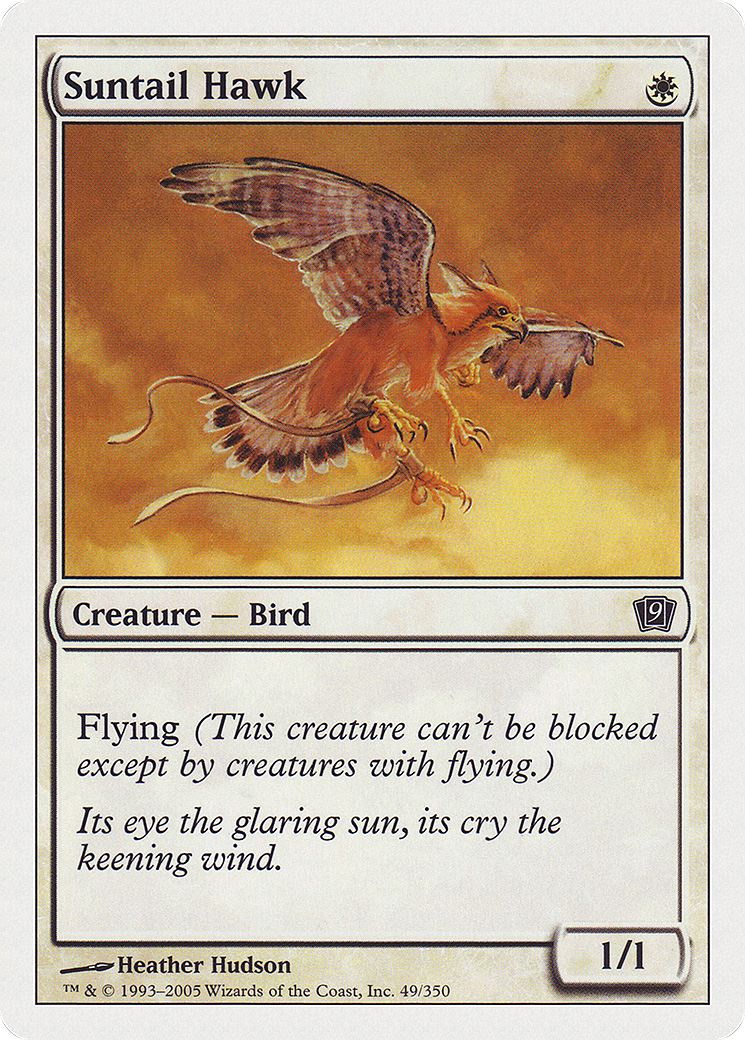 Suntail Hawk
Creature — Bird
9
Flying (This creature can't be blocked
except by creatures with flying.)
Its eye the glaring sun, its cry the
keening wind.
1/1
Heather Hudson
™ & © 1993–2005 Wizards of the Coast, Inc. 49/350